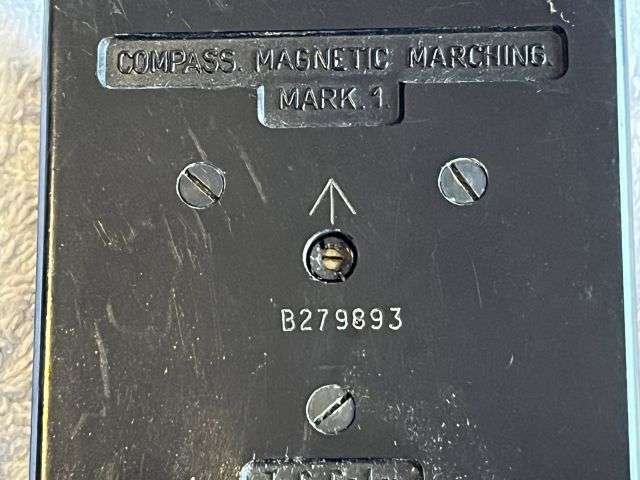 COMPASS. MAGNETIC MARCHING.
MARK.1
B279893